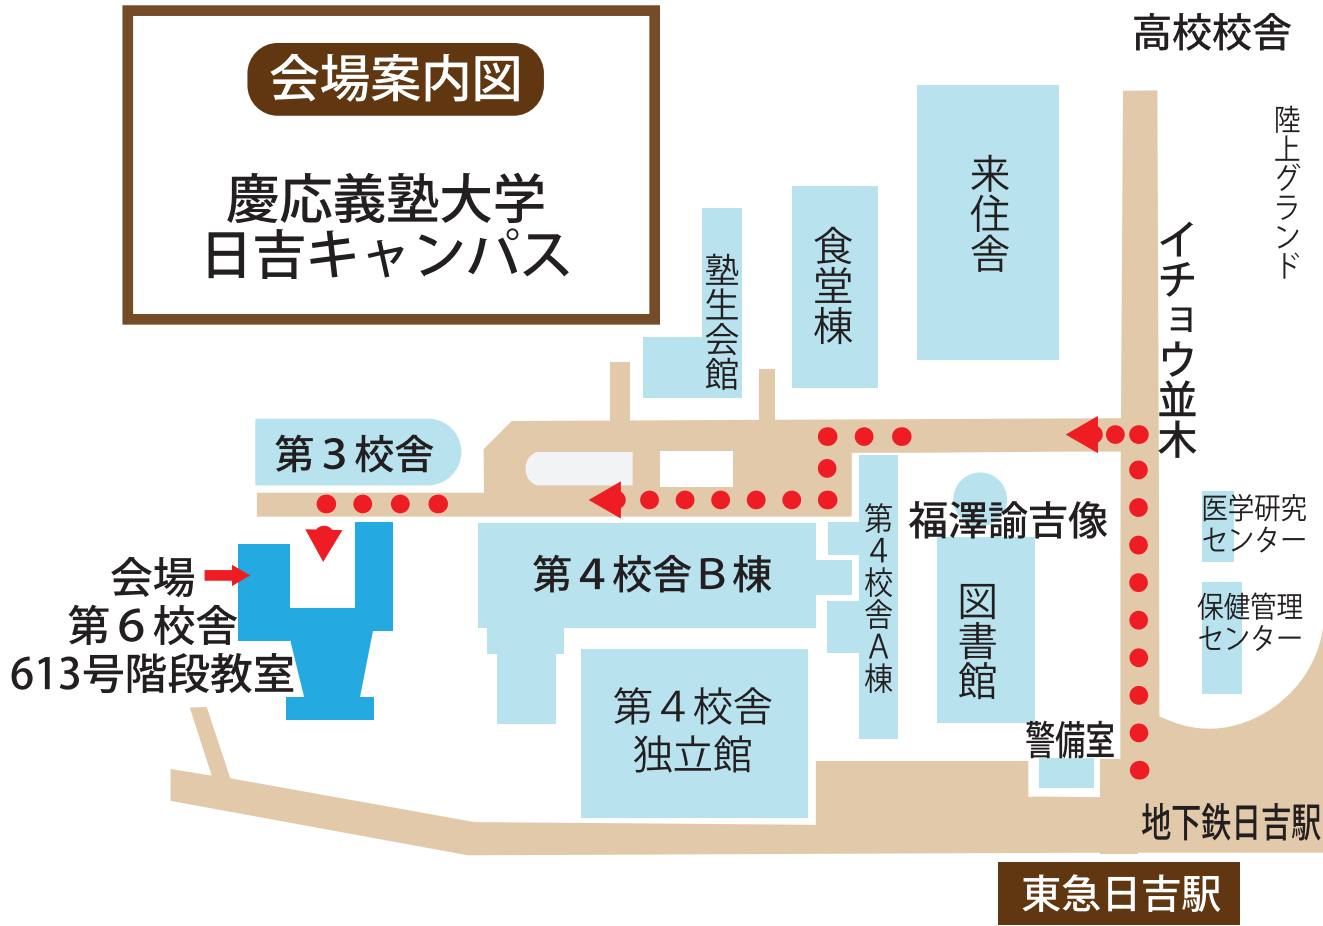 会場案内図
慶応義塾大学
日吉キャンパス
高校校舎
陸上グランド
来住舎
食堂棟
塾生会館
イチョウ並木
第３校舎
会場
第６校舎
613号階段教室
第４校舎Ｂ棟
第４校舎Ａ棟
第４校舎
独立館
福澤諭吉像
図書館
医学研究
センター
保健管理
センター
警備室
地下鉄日吉駅
東急日吉駅